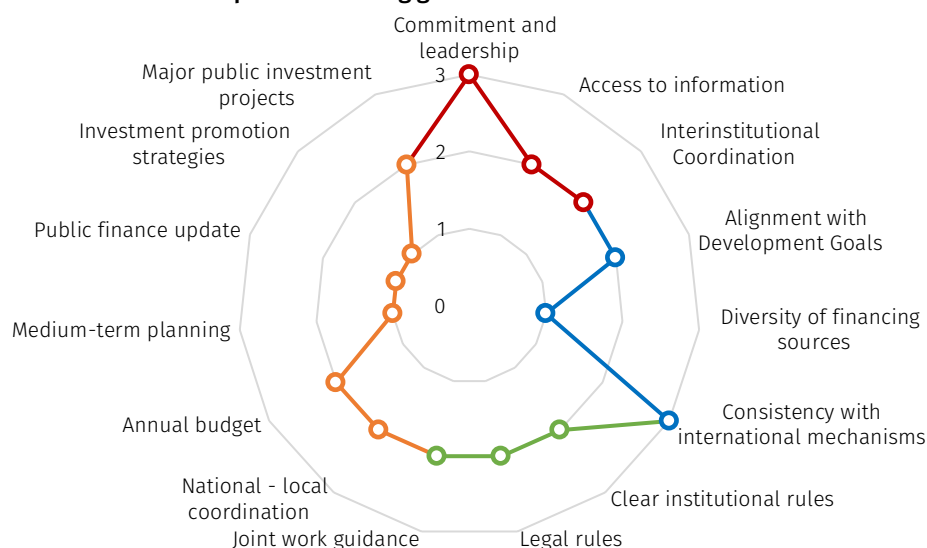 Commitment and
leadership
Access to information
Interinstitutional
Coordination
Alignment with
Development Goals
Diversity of financing
sources
Consistency with
international mechanisms
Clear institutional rules
Legal rules
Joint work guidance
National - local
coordination
Annual budget
Medium-term planning
Public finance update
Investment promotion
strategies
Major public investment
projects
3
2
1
0